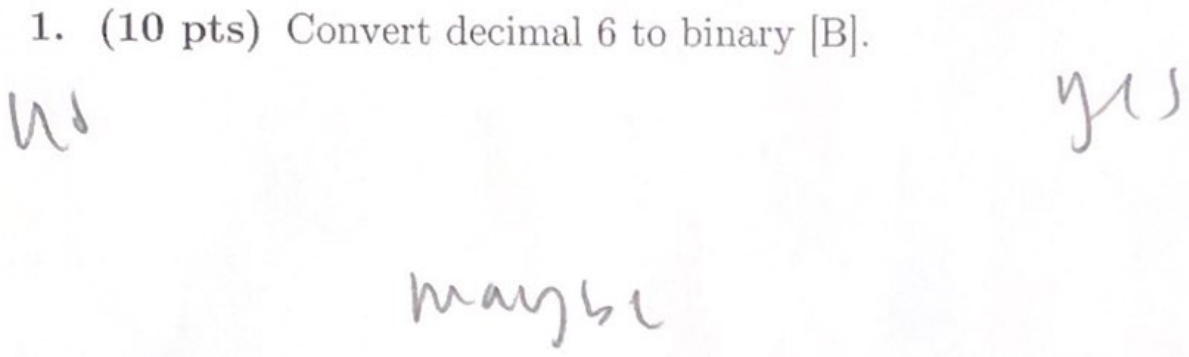 1. (10 pts) Convert decimal 6 to binary [B].
no
yes
maybe